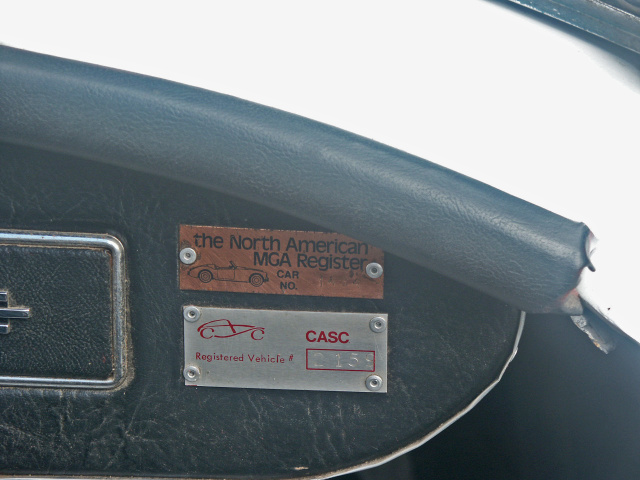 the North American
MGA Register
CAR
NO.
CASC
Registered Vehicle #